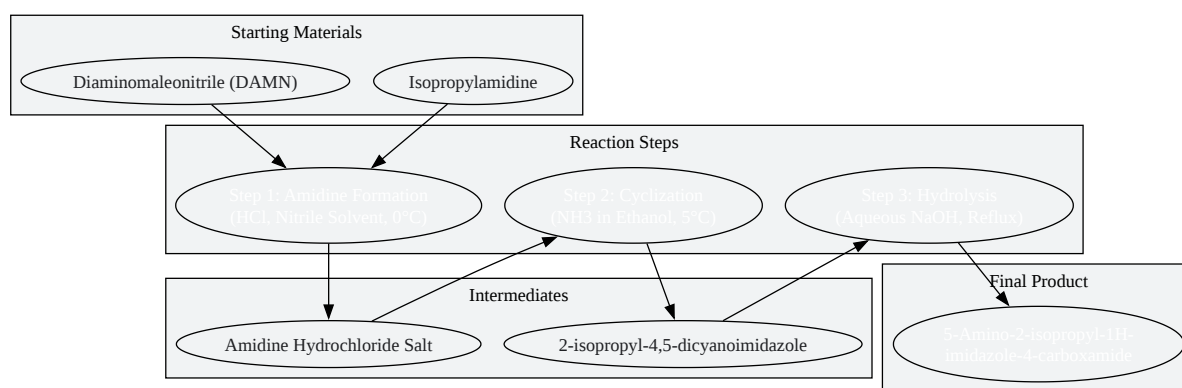 Starting Materials
Diaminomaleonitrile (DAMN)
Isopropylamidine
Reaction Steps
Step 1: Amidine Formation
(HCl, Nitrile Solvent, 0°C)
Step 2: Cyclization
(NH3 in Ethanol, 5°C)
Step 3: Hydrolysis
(Aqueous NaOH, Reflux)
Intermediates
Amidine Hydrochloride Salt
2-isopropyl-4,5-dicyanoimidazole
Final Product
5-Amino-2-isopropyl-1H-
imidazole-4-carboxamide